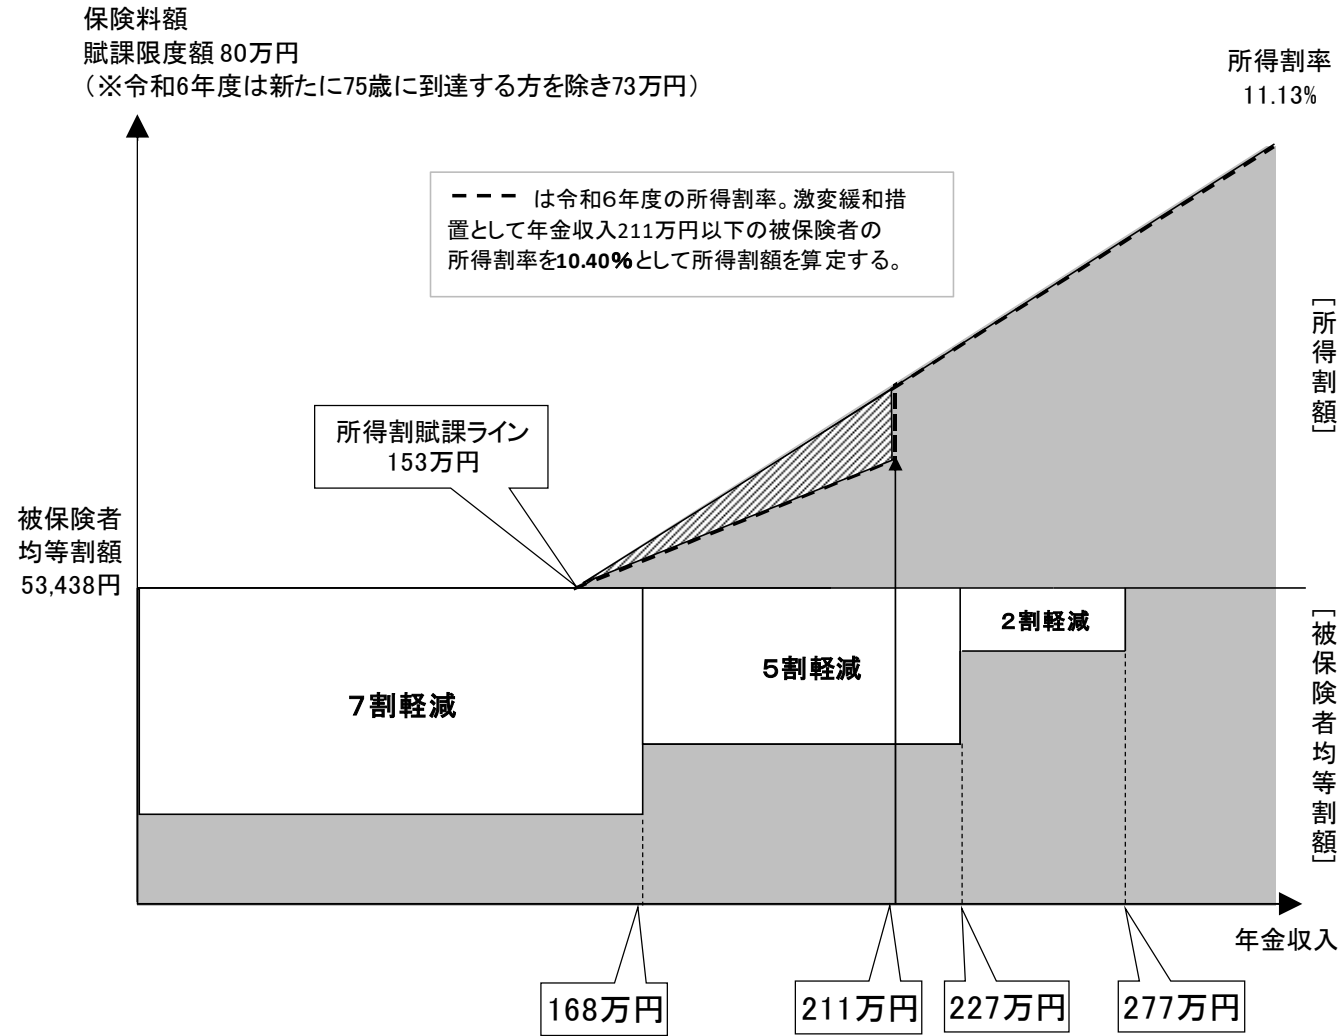 保険料額
賦課限度額 80万円
（※令和6年度は新たに75歳に到達する方を除き73万円）
所得割率
11.13%
━ ━ ━ は令和６年度の所得割率。激変緩和措
置として年金収入211万円以下の被保険者の
所得割率を10.40%として所得割額を算定する。
［所得割額］
所得割賦課ライン
153万円
被保険者
均等割額
53,438円
２割軽減
５割軽減
７割軽減
［被保険者均等割額］
年金収入
168万円
211万円
227万円
277万円